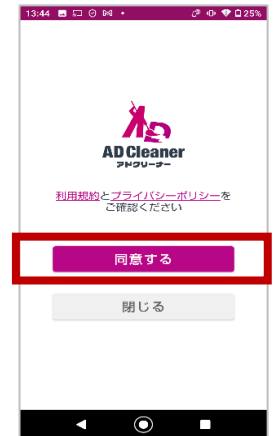 13:44
25%
AD Cleaner
アドクリーナー
利用規約とプライバシーポリシーを
ご確認ください
同意する
閉じる